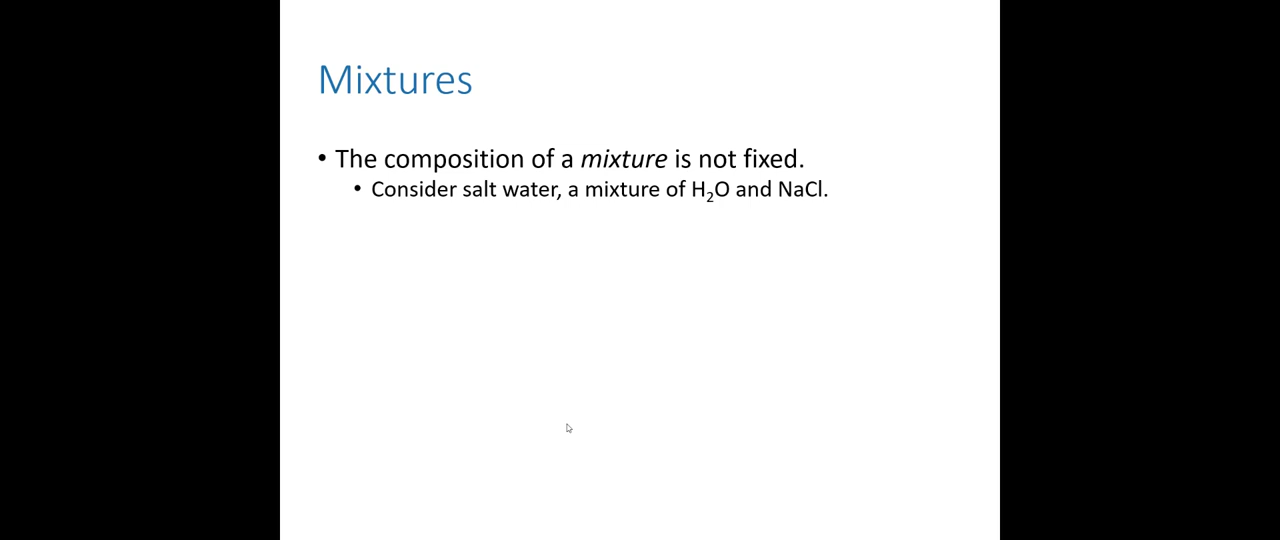 Mixtures
• The composition of a mixture is not fixed.
• Consider salt water, a mixture of H₂O and NaCl.